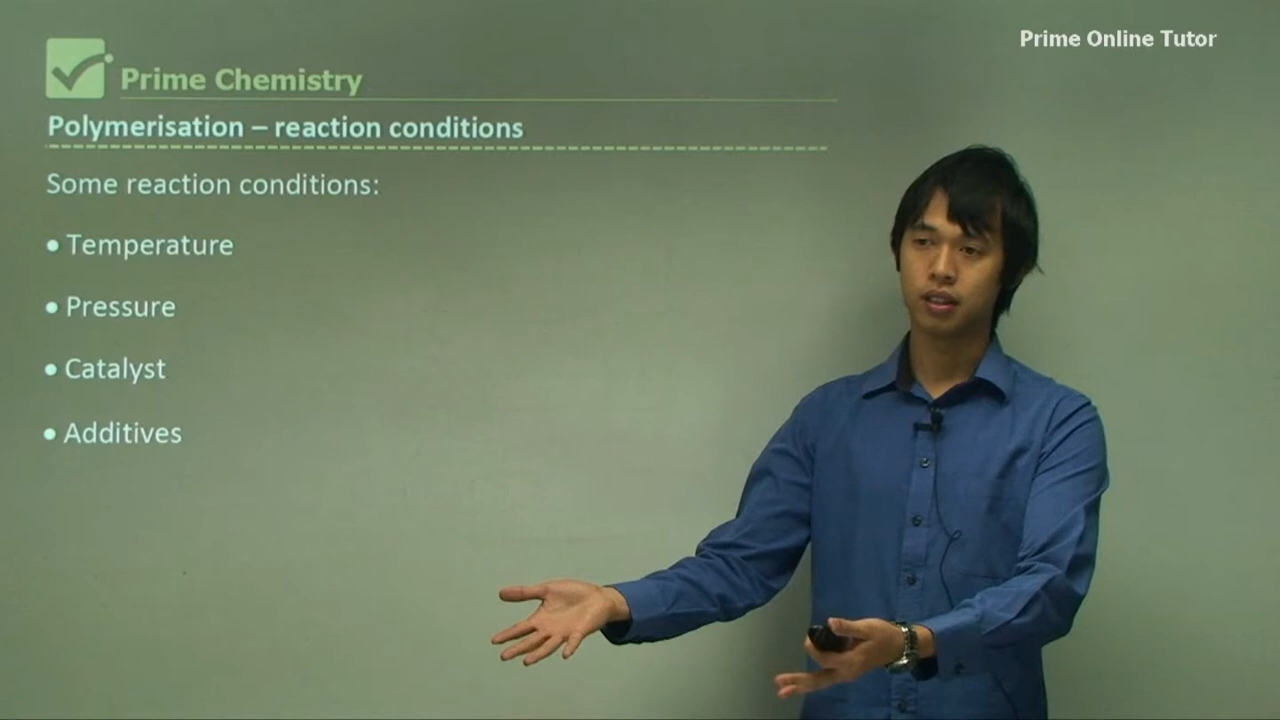 Prime Online Tutor
Prime Chemistry
Polymerisation – reaction conditions
Some reaction conditions:
• Temperature
• Pressure
• Catalyst
• Additives